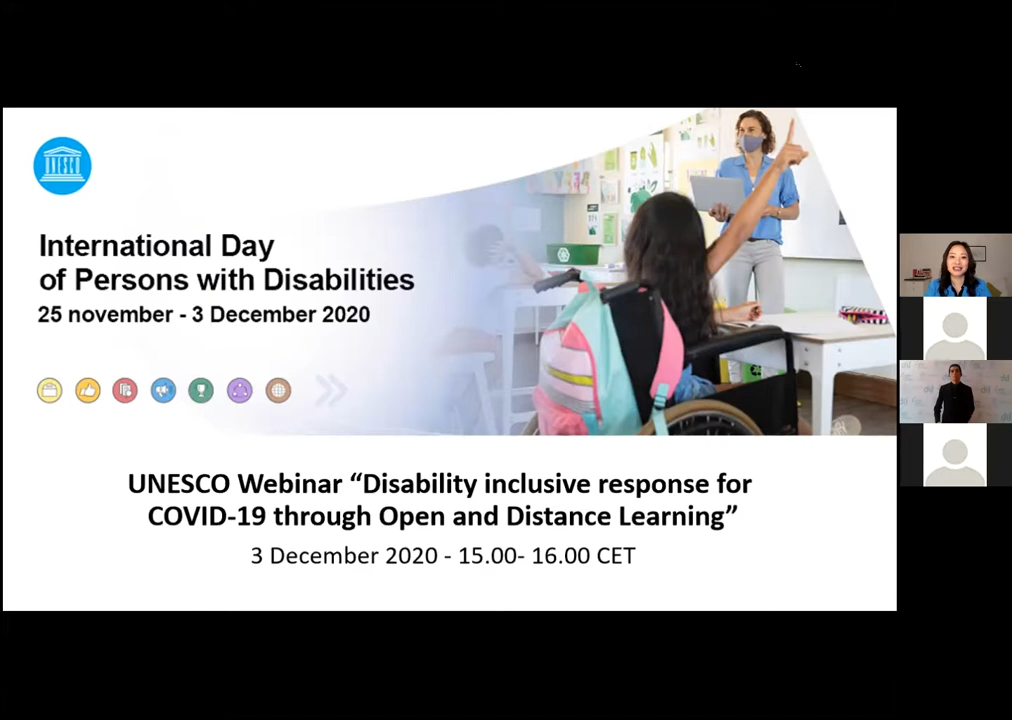 UNESCO
International Day
of Persons with Disabilities
25 november - 3 December 2020
UNESCO Webinar “Disability inclusive response for
COVID-19 through Open and Distance Learning”
3 December 2020 - 15.00- 16.00 CET